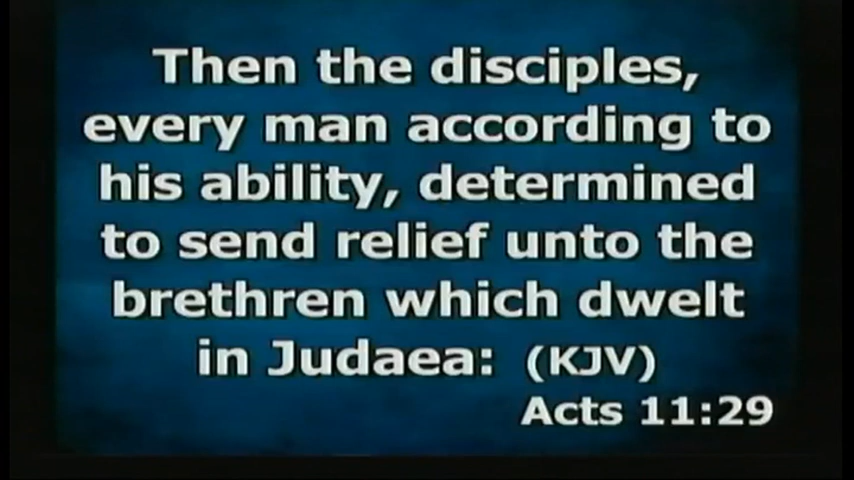 Then the disciples,
every man according to
his ability, determined
to send relief unto the
brethren which dwelt
in Judaea: (KJV)
Acts 11:29